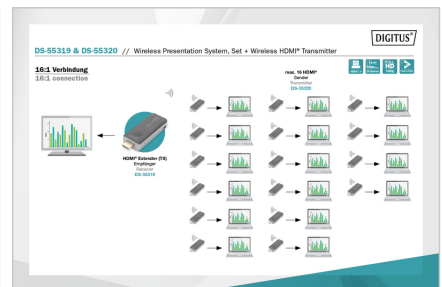 DIGITUS®
DS-55319 & DS-55320 // Wireless Presentation System, Set + Wireless HDMI® Transmitter
16:1 Verbindung
16:1 connection
HD
max. 16 HDMI®
Sender
Transmitter
DS-55320
HDMI® Extender (TX)
Empfänger
Receiver
DS-55319